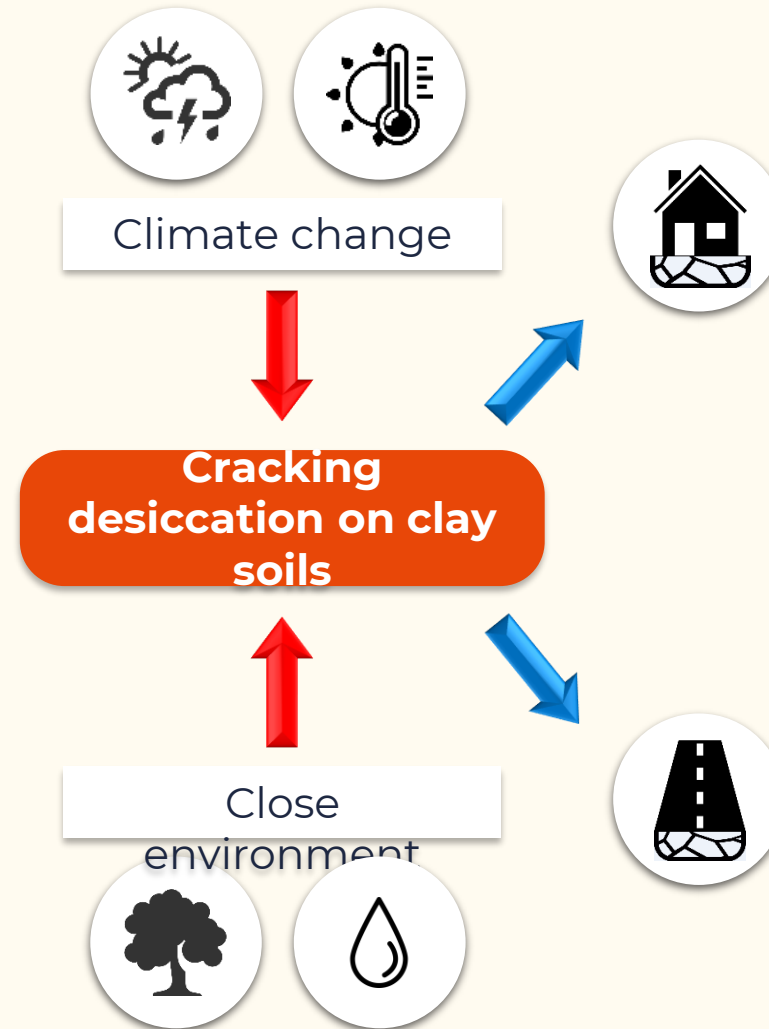 Climate change
Cracking
desiccation on clay
soils
Close
environment